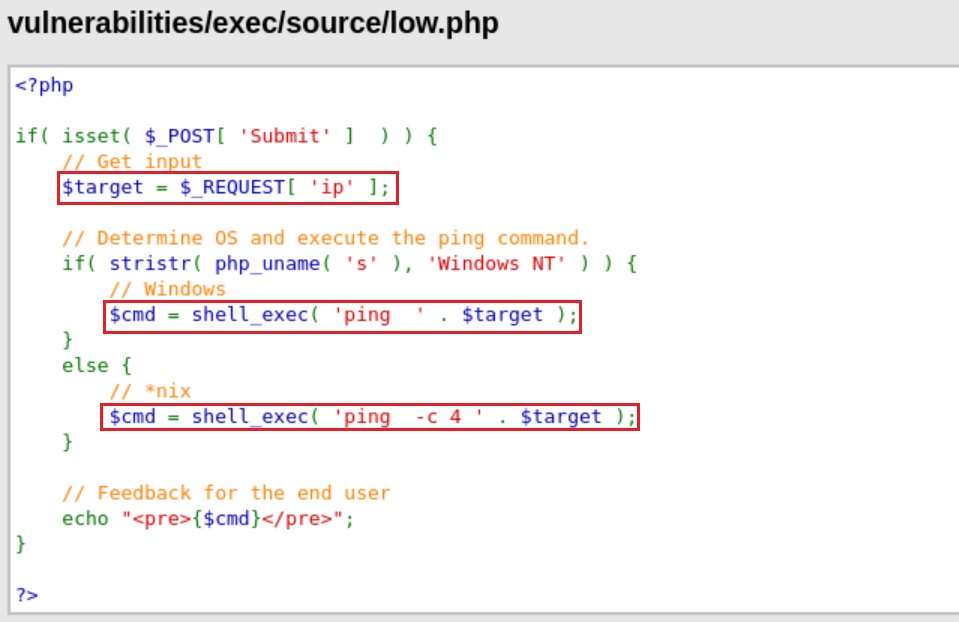 vulnerabilities/exec/source/low.php
<?php
if( isset( $_POST[ 'Submit' ]  ) ) {
    // Get input
    $target = $_REQUEST[ 'ip' ];
    // Determine OS and execute the ping command.
    if( stristr( php_uname( 's' ), 'Windows NT' ) ) {
        // Windows
        $cmd = shell_exec( 'ping  ' . $target );
    }
    else {
        // *nix
        $cmd = shell_exec( 'ping  -c 4 ' . $target );
    }
    // Feedback for the end user
    echo "<pre>{$cmd}</pre>";
}
?>